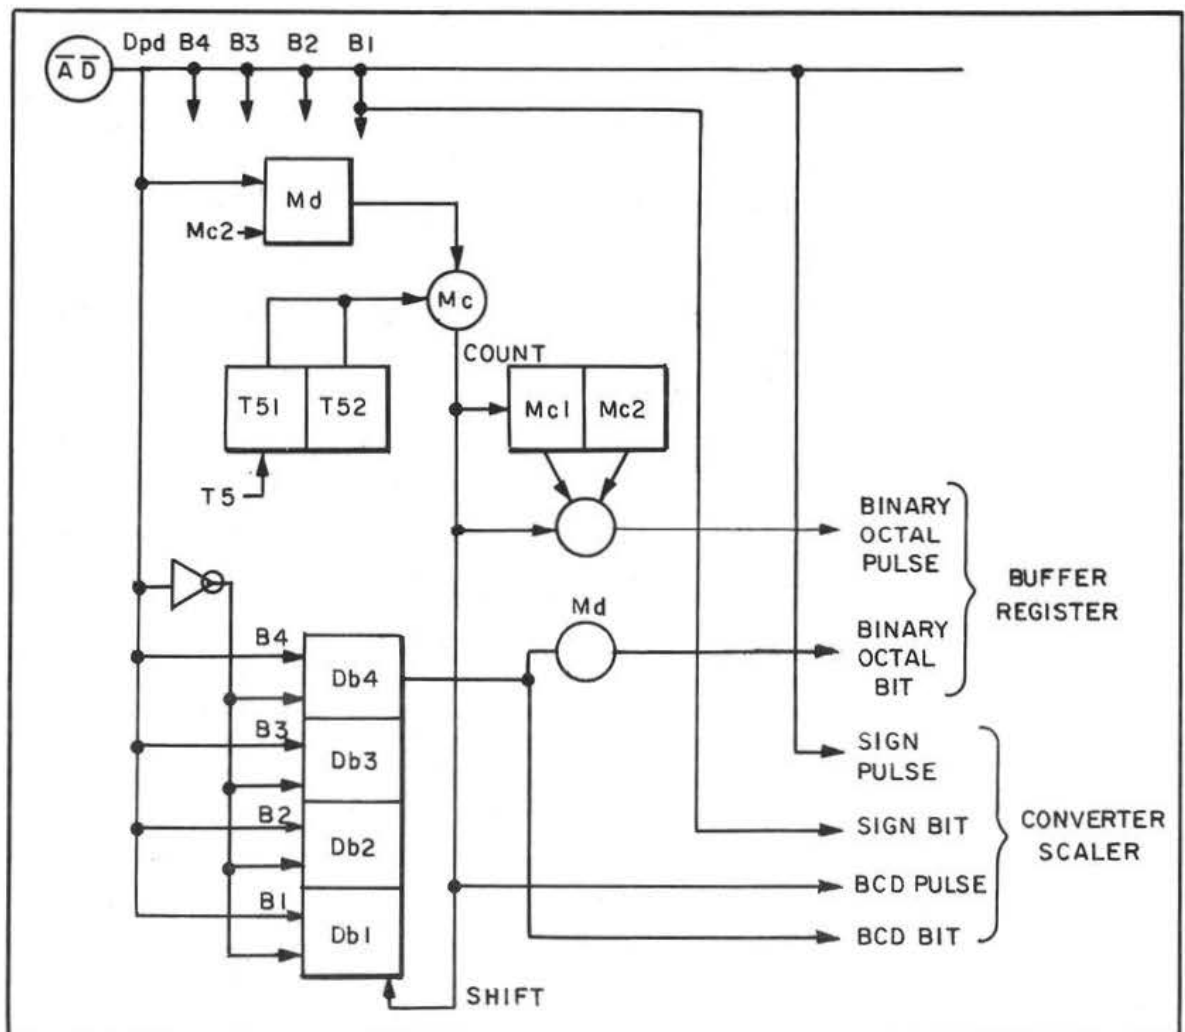 A̅ D̅ Dpd B4 B3 B2 B1
Md
Mc2
Mc
COUNT
T51 T52 Mc1 Mc2
T5
BINARY
OCTAL
PULSE
BUFFER
REGISTER
Md
BINARY
OCTAL
BIT
B4
Db4
B3
Db3
B2
Db2
B1
Db1
SHIFT
SIGN
PULSE
SIGN BIT
BCD PULSE
BCD BIT
CONVERTER
SCALER